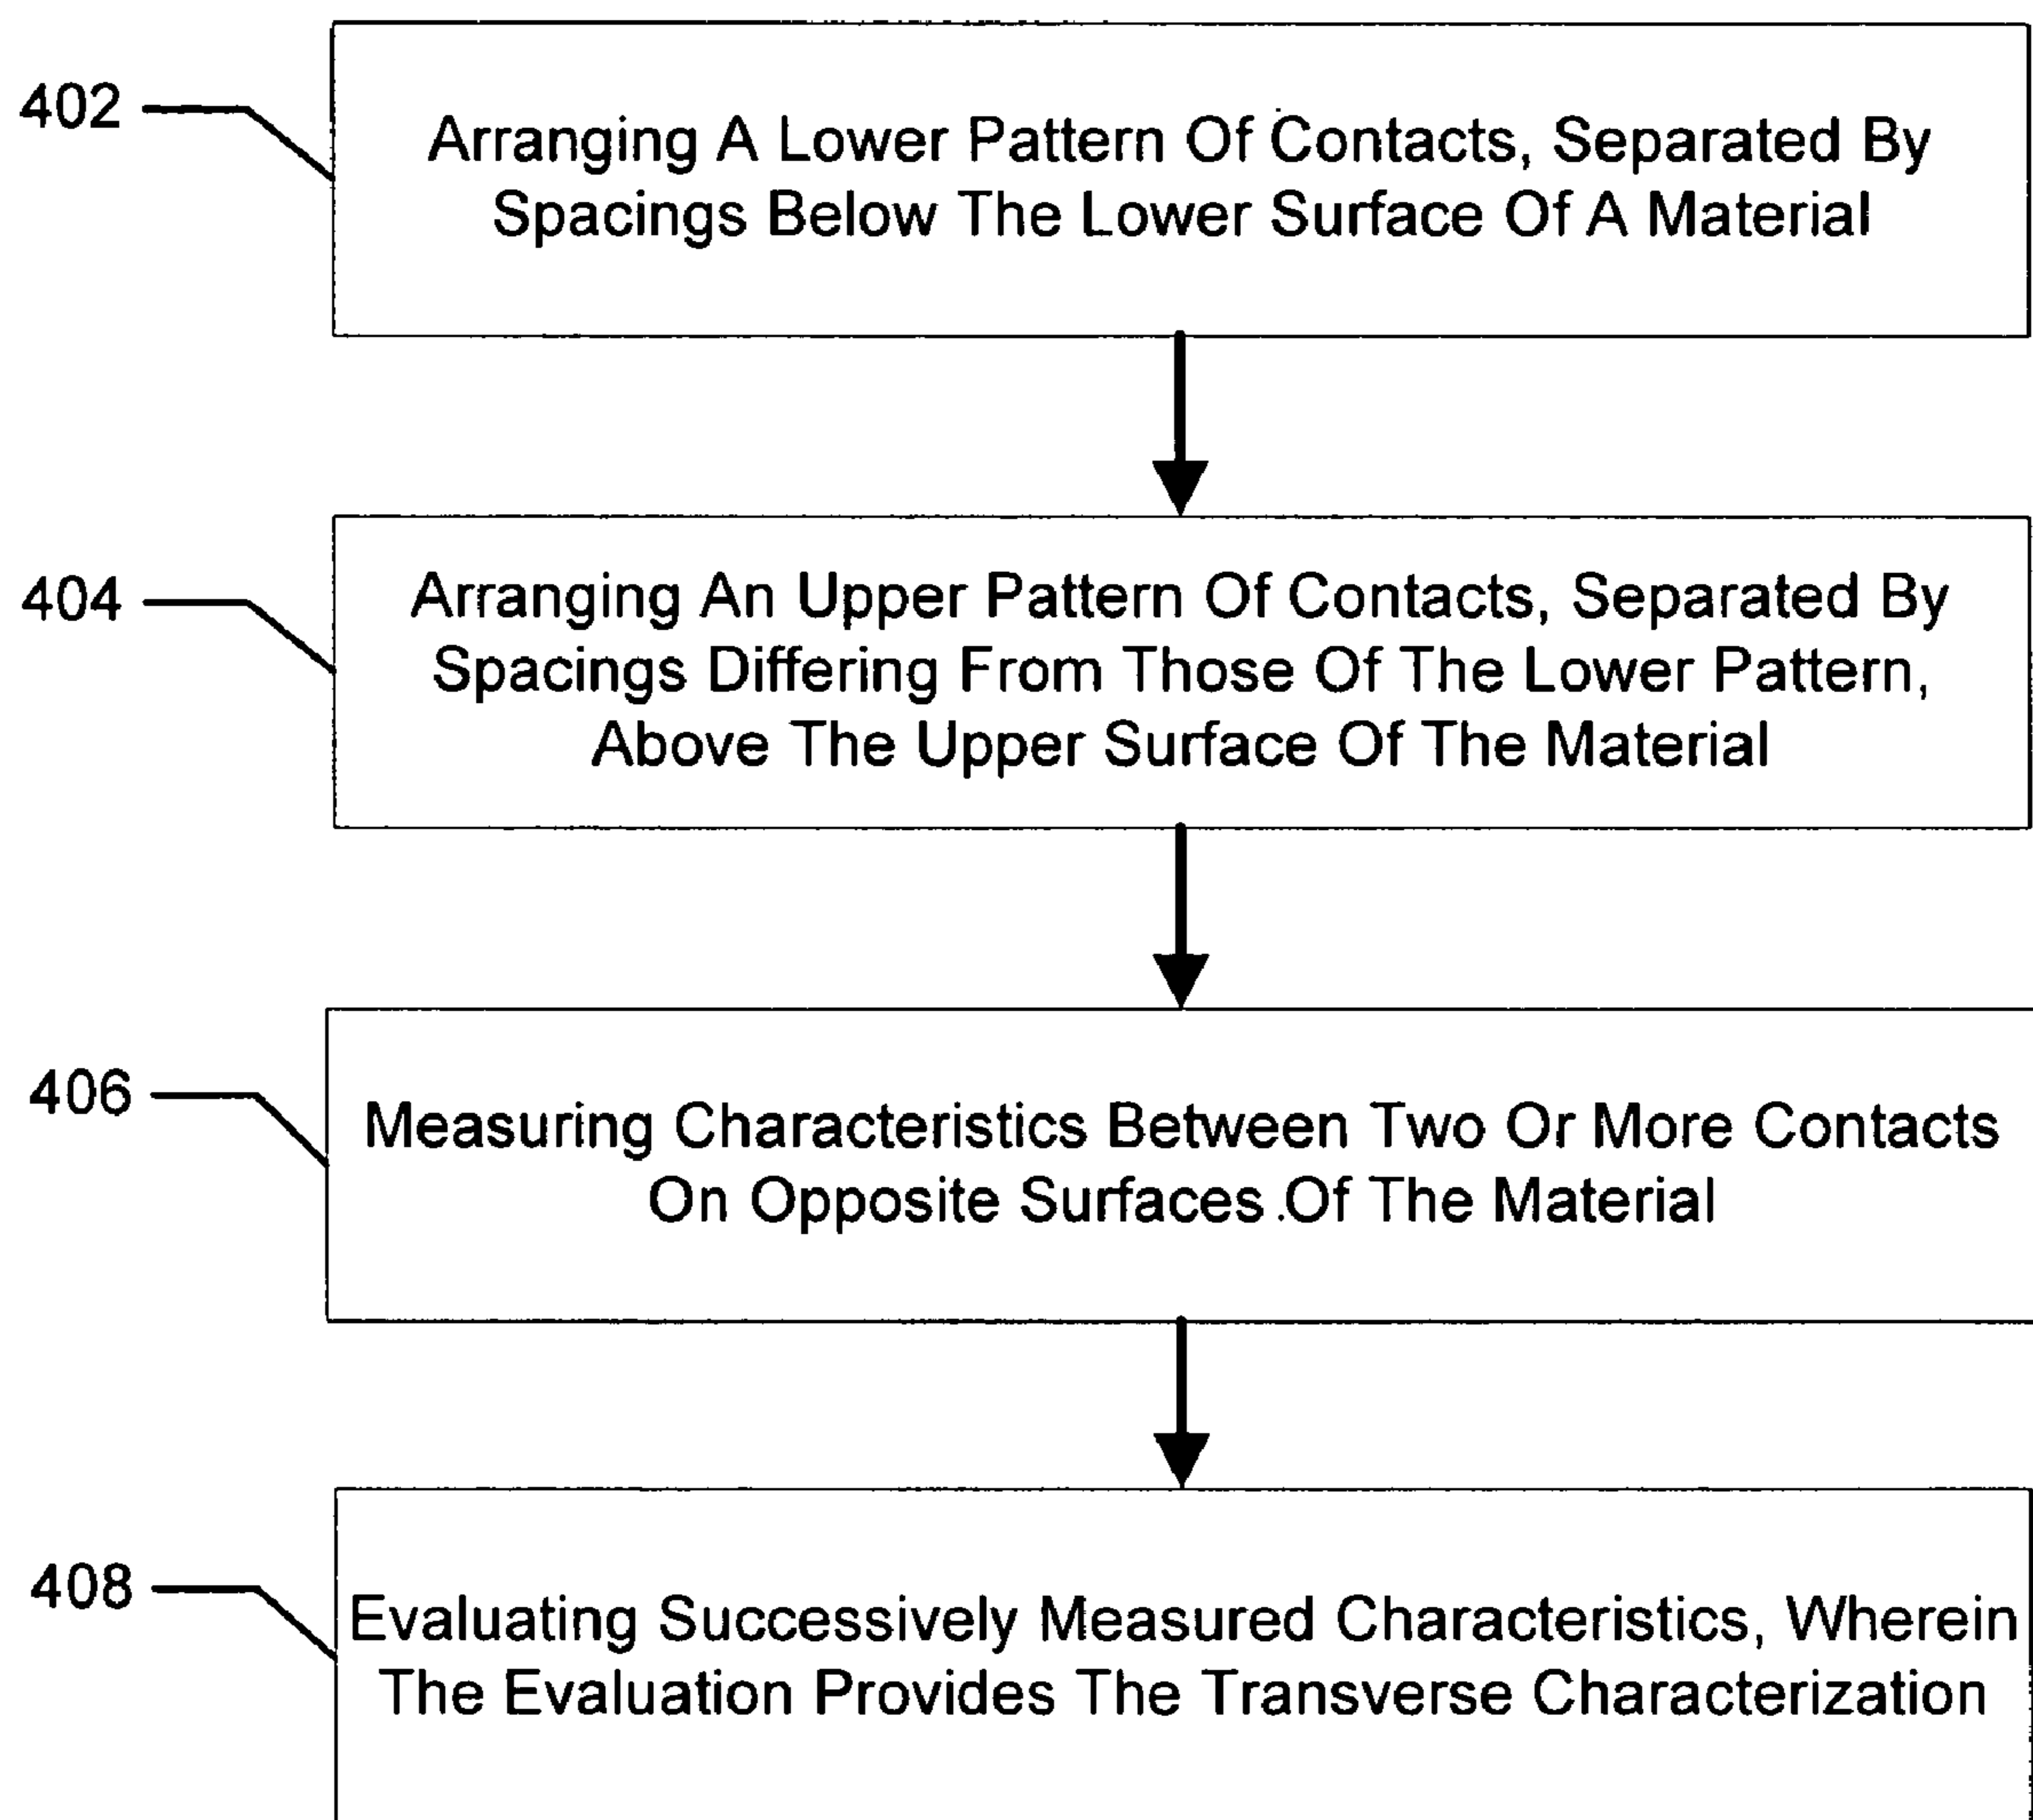 402
Arranging A Lower Pattern Of Contacts, Separated By
Spacings Below The Lower Surface Of A Material
404
Arranging An Upper Pattern Of Contacts, Separated By
Spacings Differing From Those Of The Lower Pattern,
Above The Upper Surface Of The Material
406
Measuring Characteristics Between Two Or More Contacts
On Opposite Surfaces Of The Material
408
Evaluating Successively Measured Characteristics, Wherein
The Evaluation Provides The Transverse Characterization